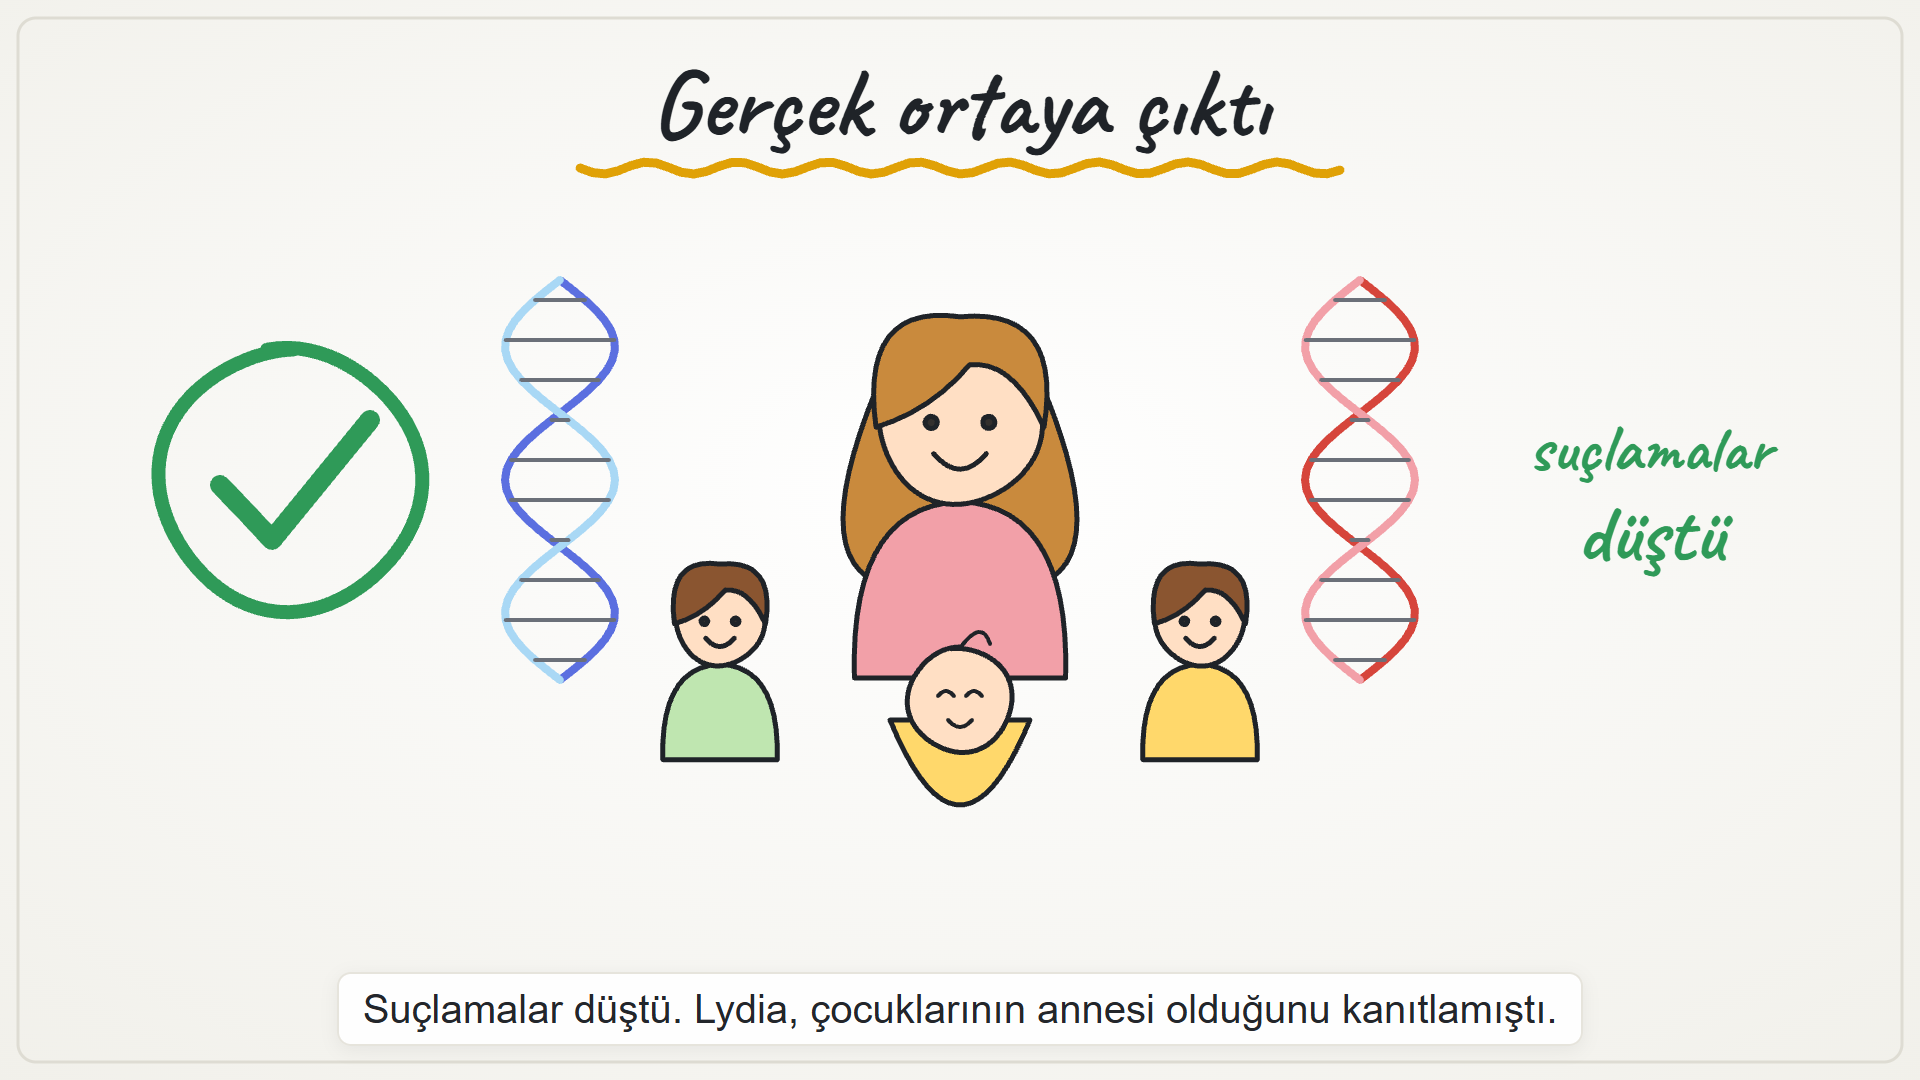 Gerçek ortaya çıktı
suçlamalar
düştü
Suçlamalar düştü. Lydia, çocuklarının annesi olduğunu kanıtlamıştı.